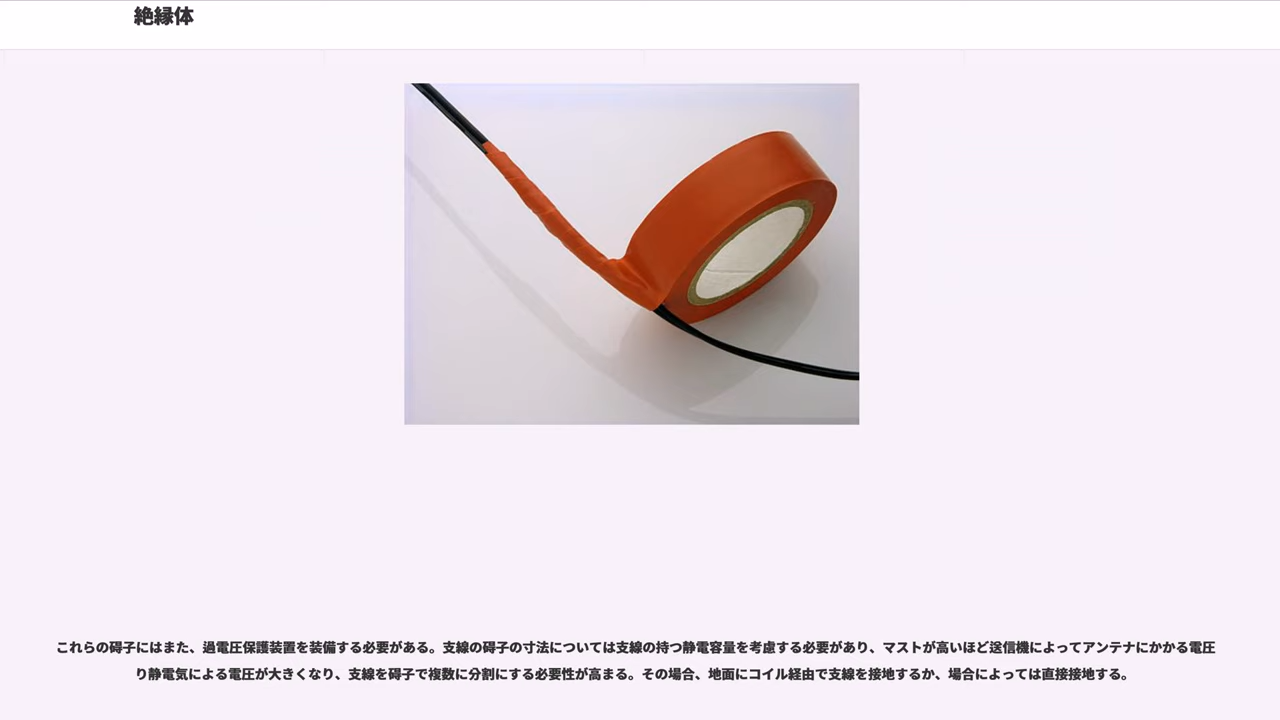 絶縁体
これらの碍子にはまた、過電圧保護装置を装備する必要がある。支線の碍子の寸法については支線の持つ静電容量を考慮する必要があり、マストが高いほど送信機によってアンテナにかかる電圧
り静電気による電圧が大きくなり、支線を碍子で複数に分割にする必要性が高まる。その場合、地面にコイル経由で支線を接地するか、場合によっては直接接地する。